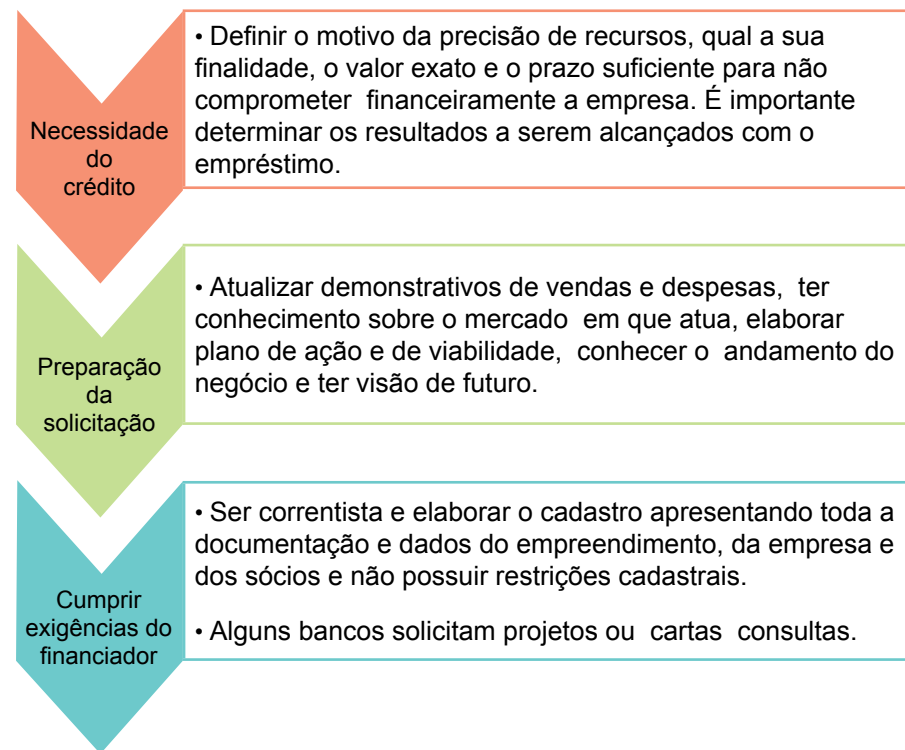 Necessidade
do
crédito
• Definir o motivo da precisão de recursos, qual a sua
finalidade, o valor exato e o prazo suficiente para não
comprometer financeiramente a empresa. É importante
determinar os resultados a serem alcançados com o
empréstimo.
Preparação
da
solicitação
• Atualizar demonstrativos de vendas e despesas, ter
conhecimento sobre o mercado em que atua, elaborar
plano de ação e de viabilidade, conhecer o andamento do
negócio e ter visão de futuro.
Cumprir
exigências do
financiador
• Ser correntista e elaborar o cadastro apresentando toda a
documentação e dados do empreendimento, da empresa e
dos sócios e não possuir restrições cadastrais.
• Alguns bancos solicitam projetos ou cartas consultas.